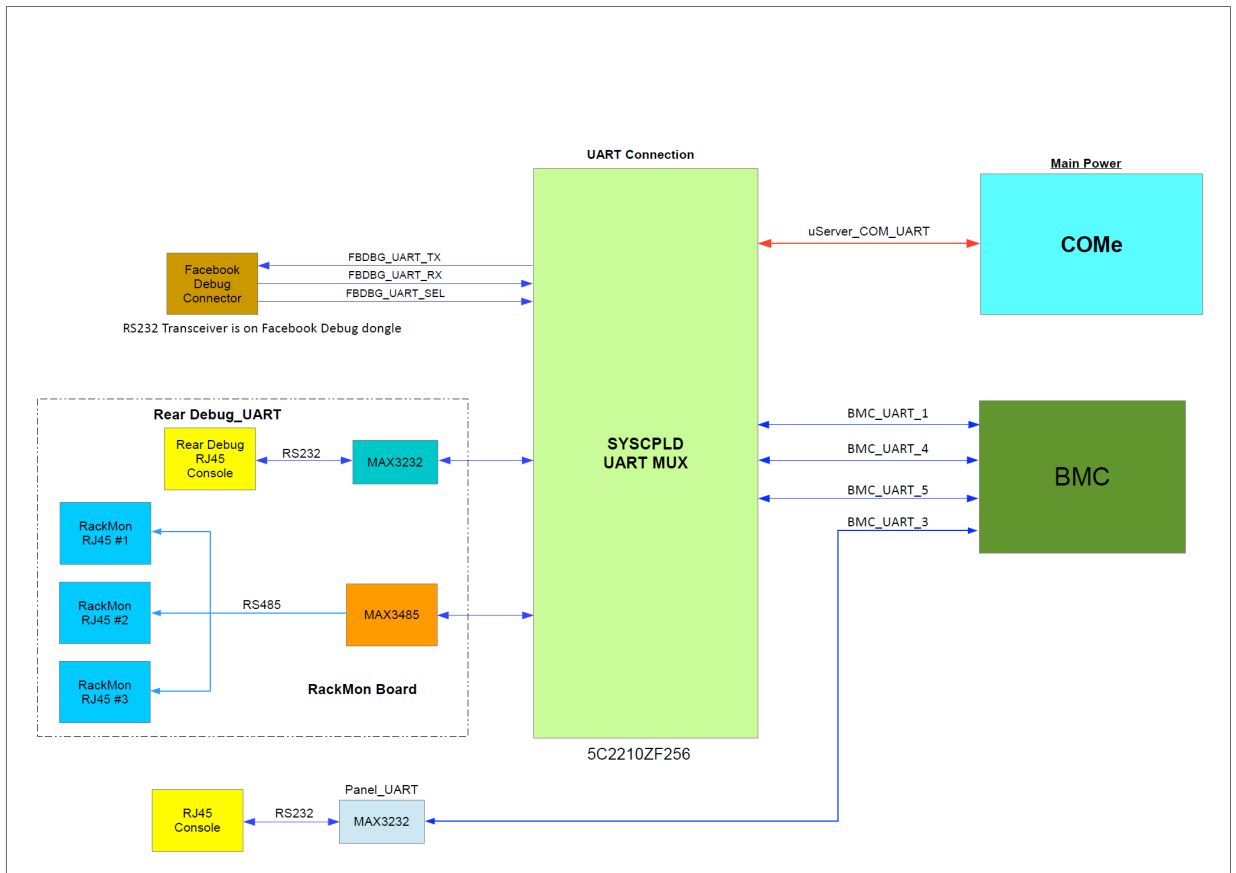 UART Connection
Main Power
COMe
uServer_COM_UART
Facebook
Debug
Connector
FBDBG_UART_TX
FBDBG_UART_RX
FBDBG_UART_SEL
RS232 Transceiver is on Facebook Debug dongle
Rear Debug_UART
Rear Debug
RJ45
Console
RS232
MAX3232
RackMon
RJ45 #1
RackMon
RJ45 #2
RackMon
RJ45 #3
RS485
MAX3485
RackMon Board
SYSCPLD
UART MUX
5C2210ZF256
BMC_UART_1
BMC_UART_4
BMC_UART_5
BMC_UART_3
BMC
Panel_UART
RJ45
Console
RS232
MAX3232